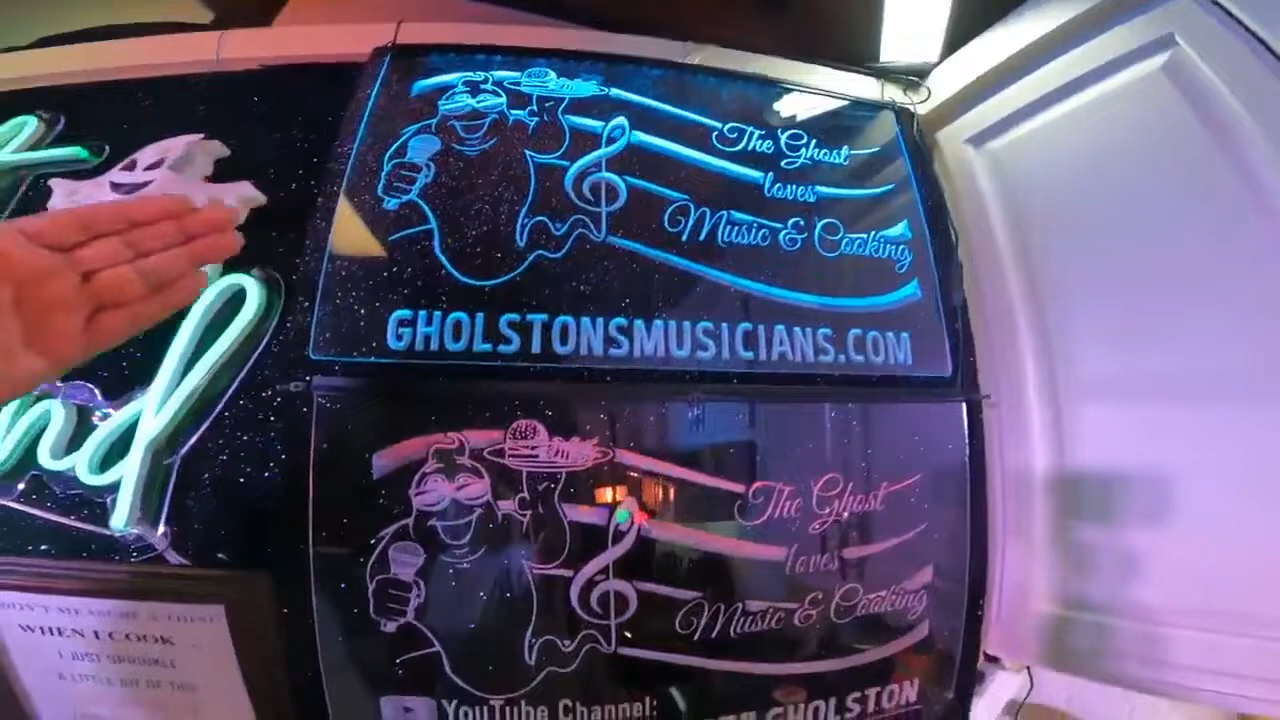 The Ghost
loves
Music & Cooking
GHOLSTONSMUSICIANS.COM
The Ghost
loves
Music & Cooking
YouTube Channel:
GHOLSTON
nd
WHEN I COOK
I JUST SPRINKLE
A LITTLE BIT OF THIS